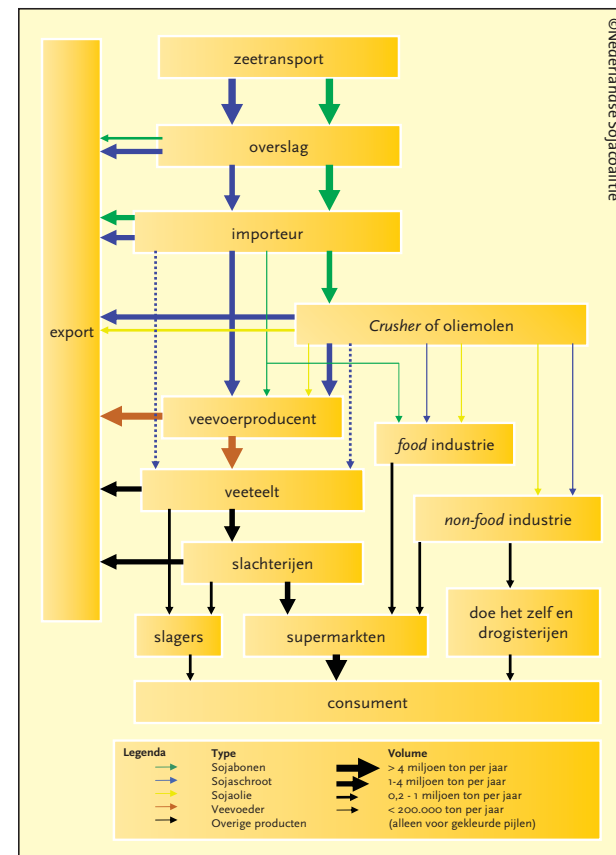 ©Nederlandse Sojacoalitie
zeetransport
overslag
importeur
export
Crusher of oliemolen
veevoerproducent
food industrie
veeteelt
non-food industrie
slachterijen
slagers
supermarkten
doe het zelf en
drogisterijen
consument
Legenda Type Volume
Sojabonen > 4 miljoen ton per jaar
Sojaschroot 1-4 miljoen ton per jaar
Sojaolie 0,2 - 1 miljoen ton per jaar
Veevoeder < 200.000 ton per jaar
Overige producten (alleen voor gekleurde pijlen)